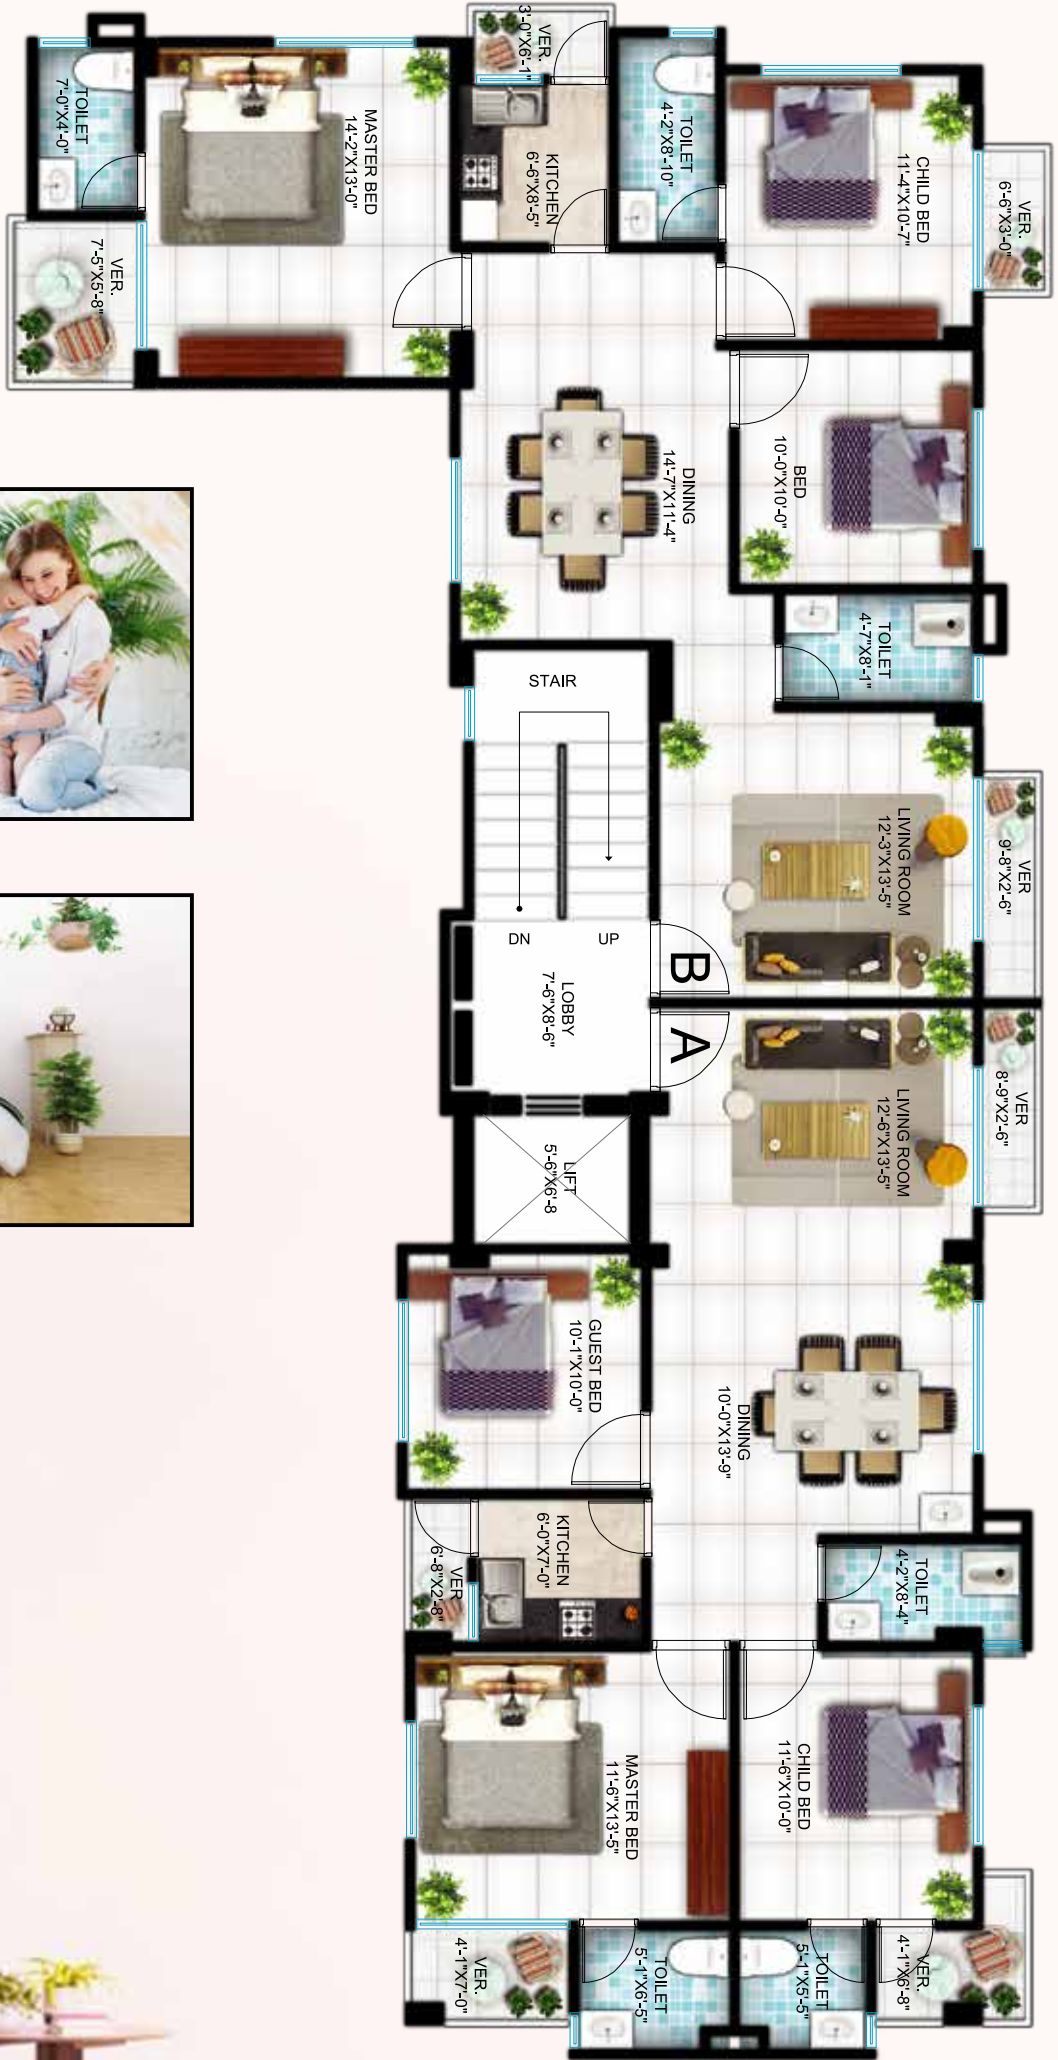 VER.
3'-0"X6'-1"
TOILET
7'-0"X4'-0"
MASTER BED
14'-2"X13'-0"
KITCHEN
6'-6"X8'-5"
TOILET
4'-2"X8'-10"
CHILD BED
11'-4"X10'-7"
VER.
6'-6"X3'-0"
VER.
7'-5"X5'-8"
DINING
14'-7"X11'-4"
BED
10'-0"X10'-0"
TOILET
4'-7"X8'-1"
STAIR
LIVING ROOM
12'-3"X13'-5"
VER
9'-8"X2'-6"
DN
UP
B
LOBBY
7'-6"X8'-6"
A
LIVING ROOM
12'-6"X13'-5"
VER
8'-9"X2'-6"
LIFT
5'-6"X6'-8
GUEST BED
10'-1"X10'-0"
DINING
10'-0"X13'-9"
KITCHEN
6'-0"X7'-0"
VER
6'-8"X2'-8"
TOILET
4'-2"X8'-4"
MASTER BED
11'-6"X13'-5"
CHILD BED
11'-6"X10'-0"
VER.
4'-1"X7'-0"
TOILET
5'-1"X6'-5"
TOILET
5'-1"X5'-5"
VER.
4'-1"X6'-8"